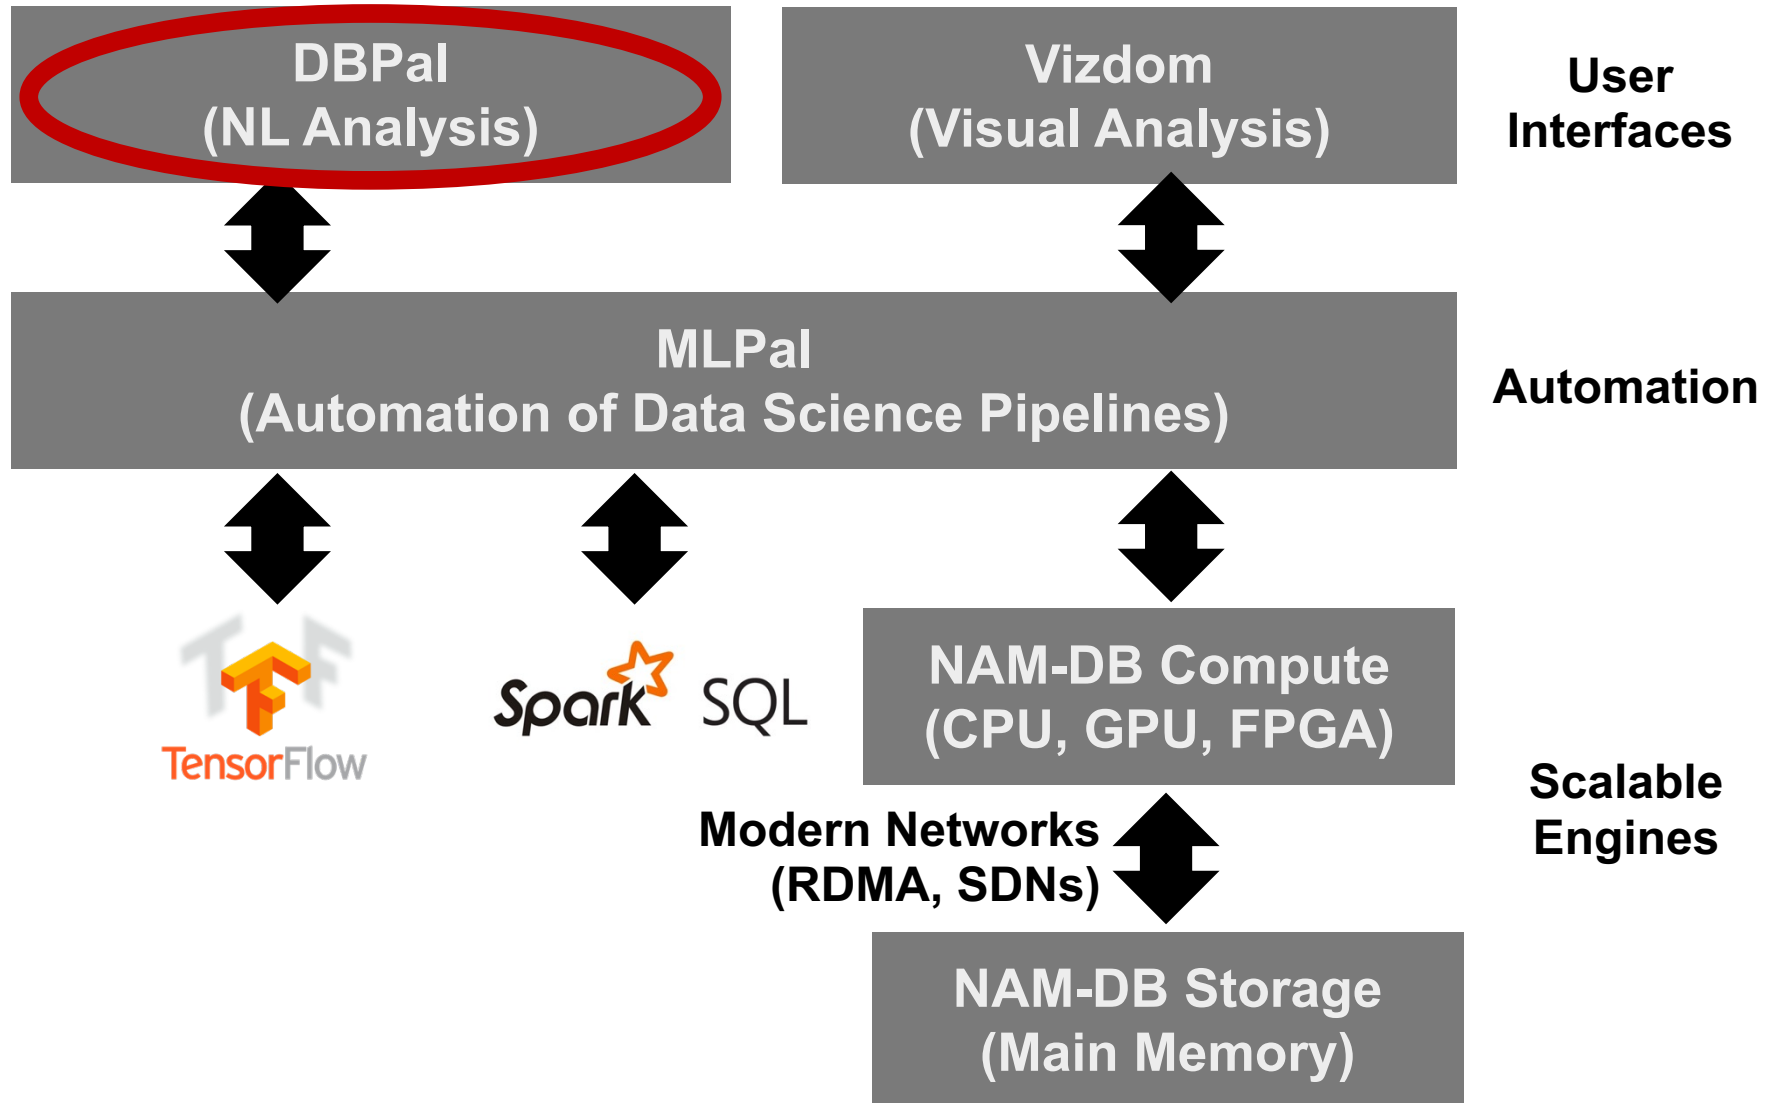 DBPal
(NL Analysis)
Vizdom
(Visual Analysis)
User
Interfaces
MLPal
(Automation of Data Science Pipelines)
Automation
TF
TensorFlow
Spark SQL
NAM-DB Compute
(CPU, GPU, FPGA)
Scalable
Engines
Modern Networks
(RDMA, SDNs)
NAM-DB Storage
(Main Memory)